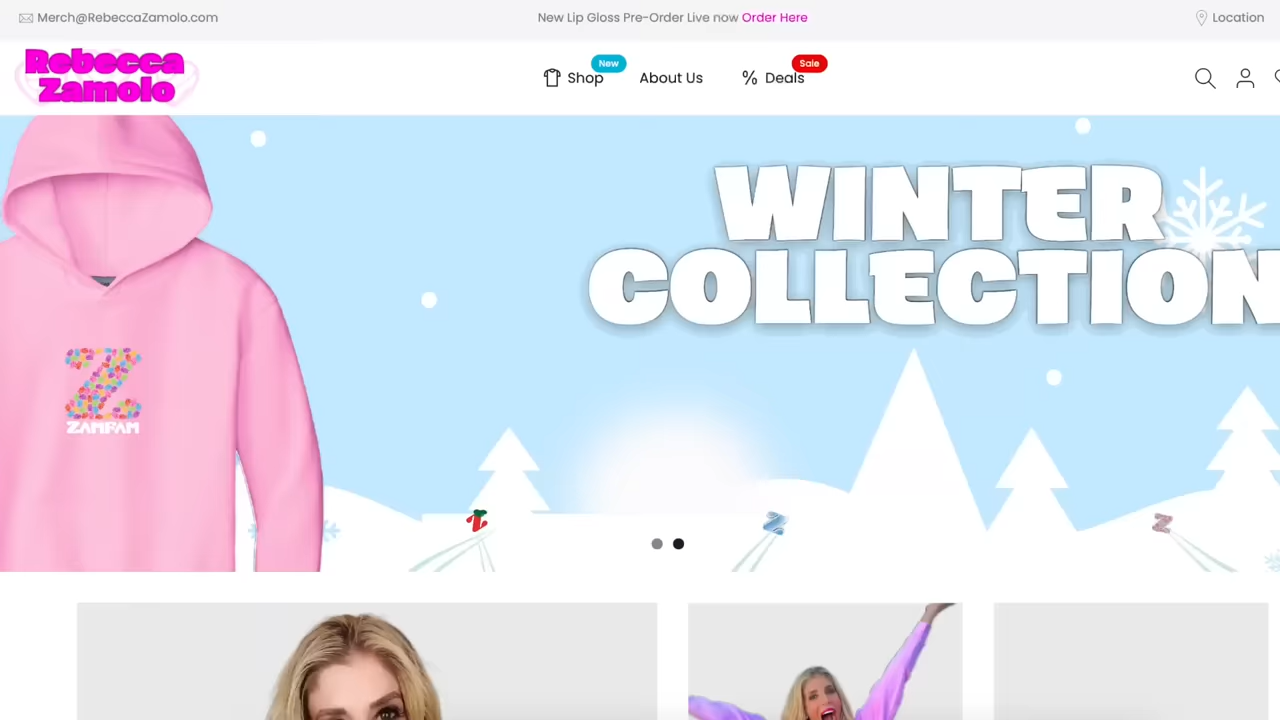 Merch@RebeccaZamolo.com
New Lip Gloss Pre-Order Live now Order Here
Location
Rebecca
Zamolo
Shop
New
About Us
% Deals
Sale
WINTER
COLLECTION
Z
ZAMFAM